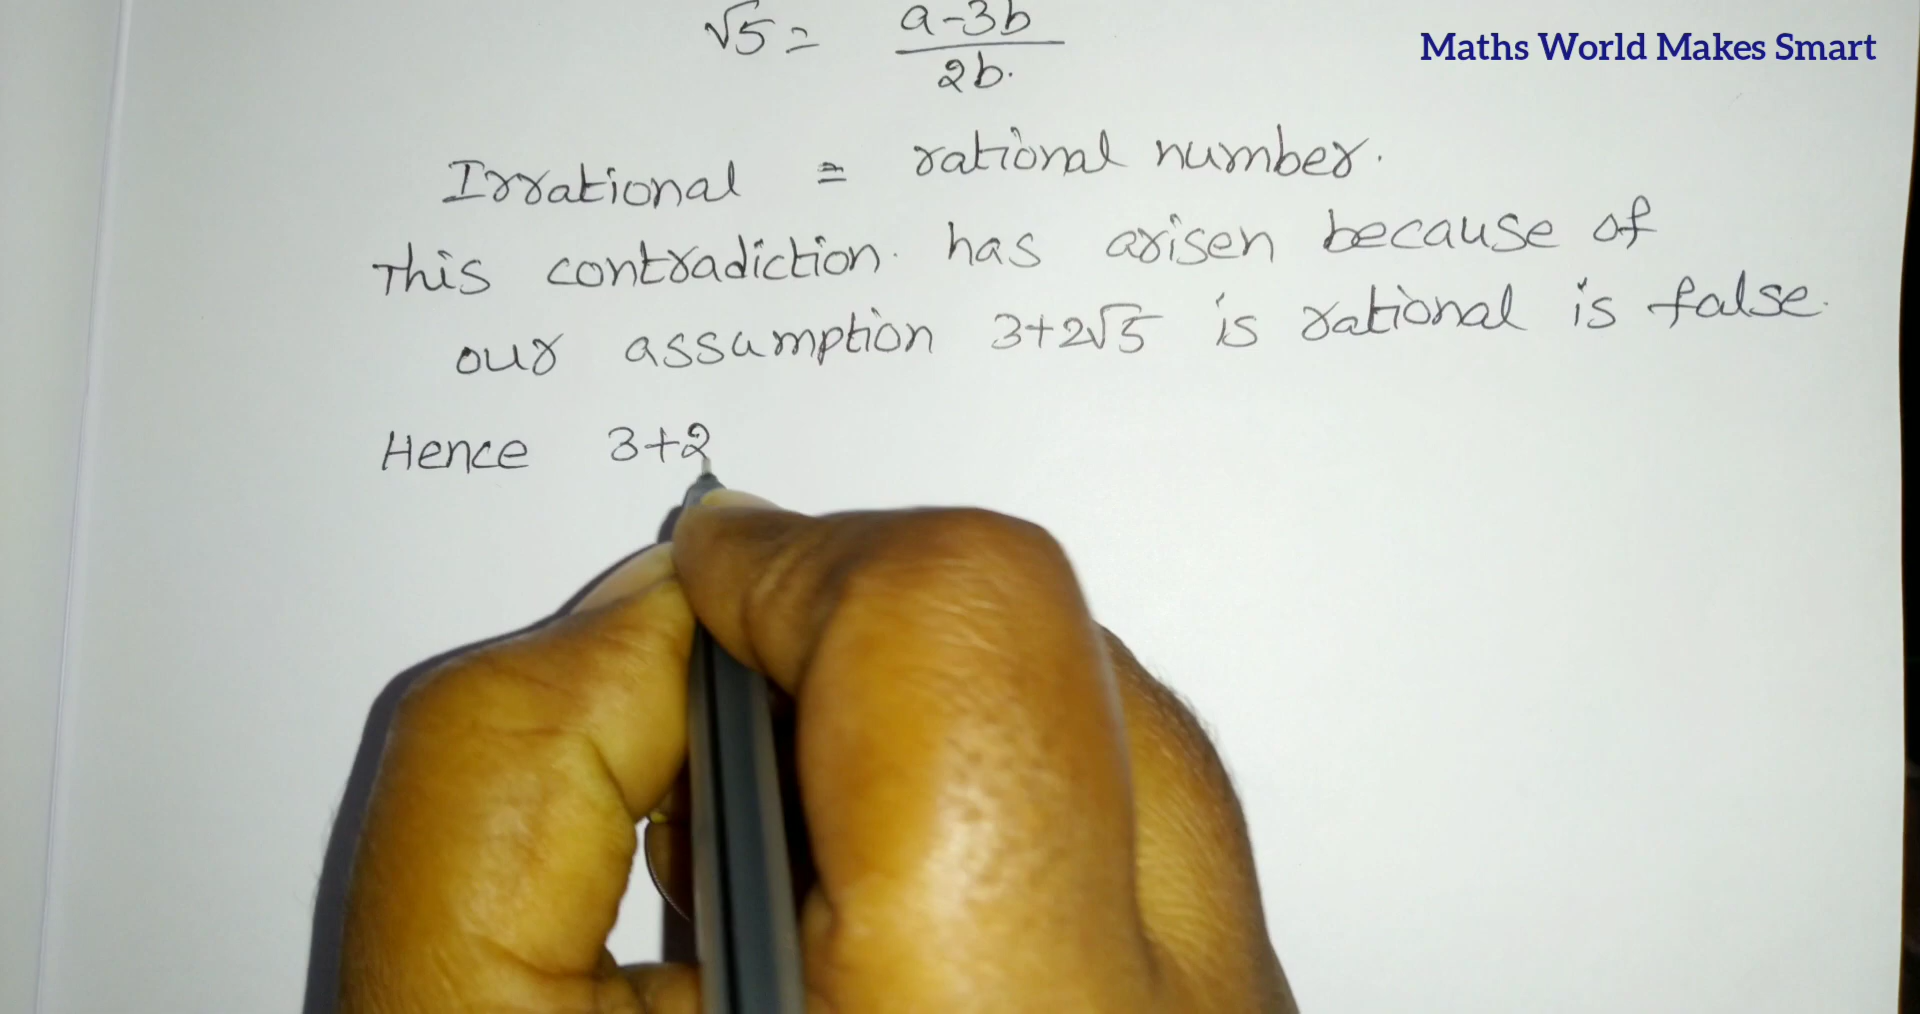 √5 = a-3b
2b.
Maths World Makes Smart
Irrational = rational number.
This contradiction. has arisen because of
our assumption 3+2√5 is rational is false.
Hence 3+2